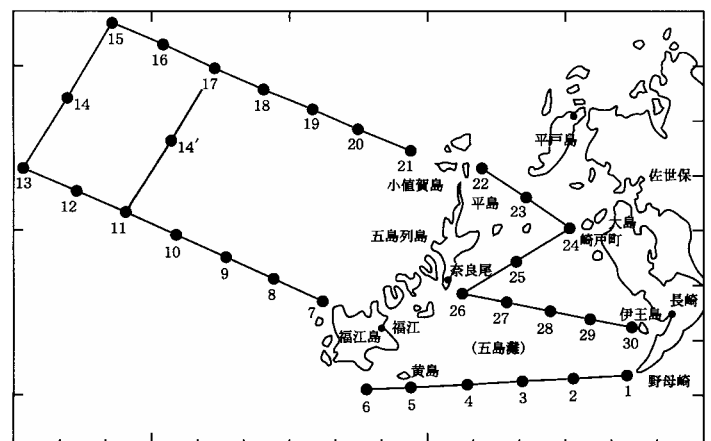 15
16
17
18
14
19
平戸島
14′
20
21
13
22
佐世保
小値賀島
12
平島
23
11
大島
五島列島
24
崎戸町
10
25
9
奈良尾
8
26
7
27
伊王島
長崎
28
福江島
福江
29
30
(五島灘)
黄島
野母崎
6
5
4
3
2
1